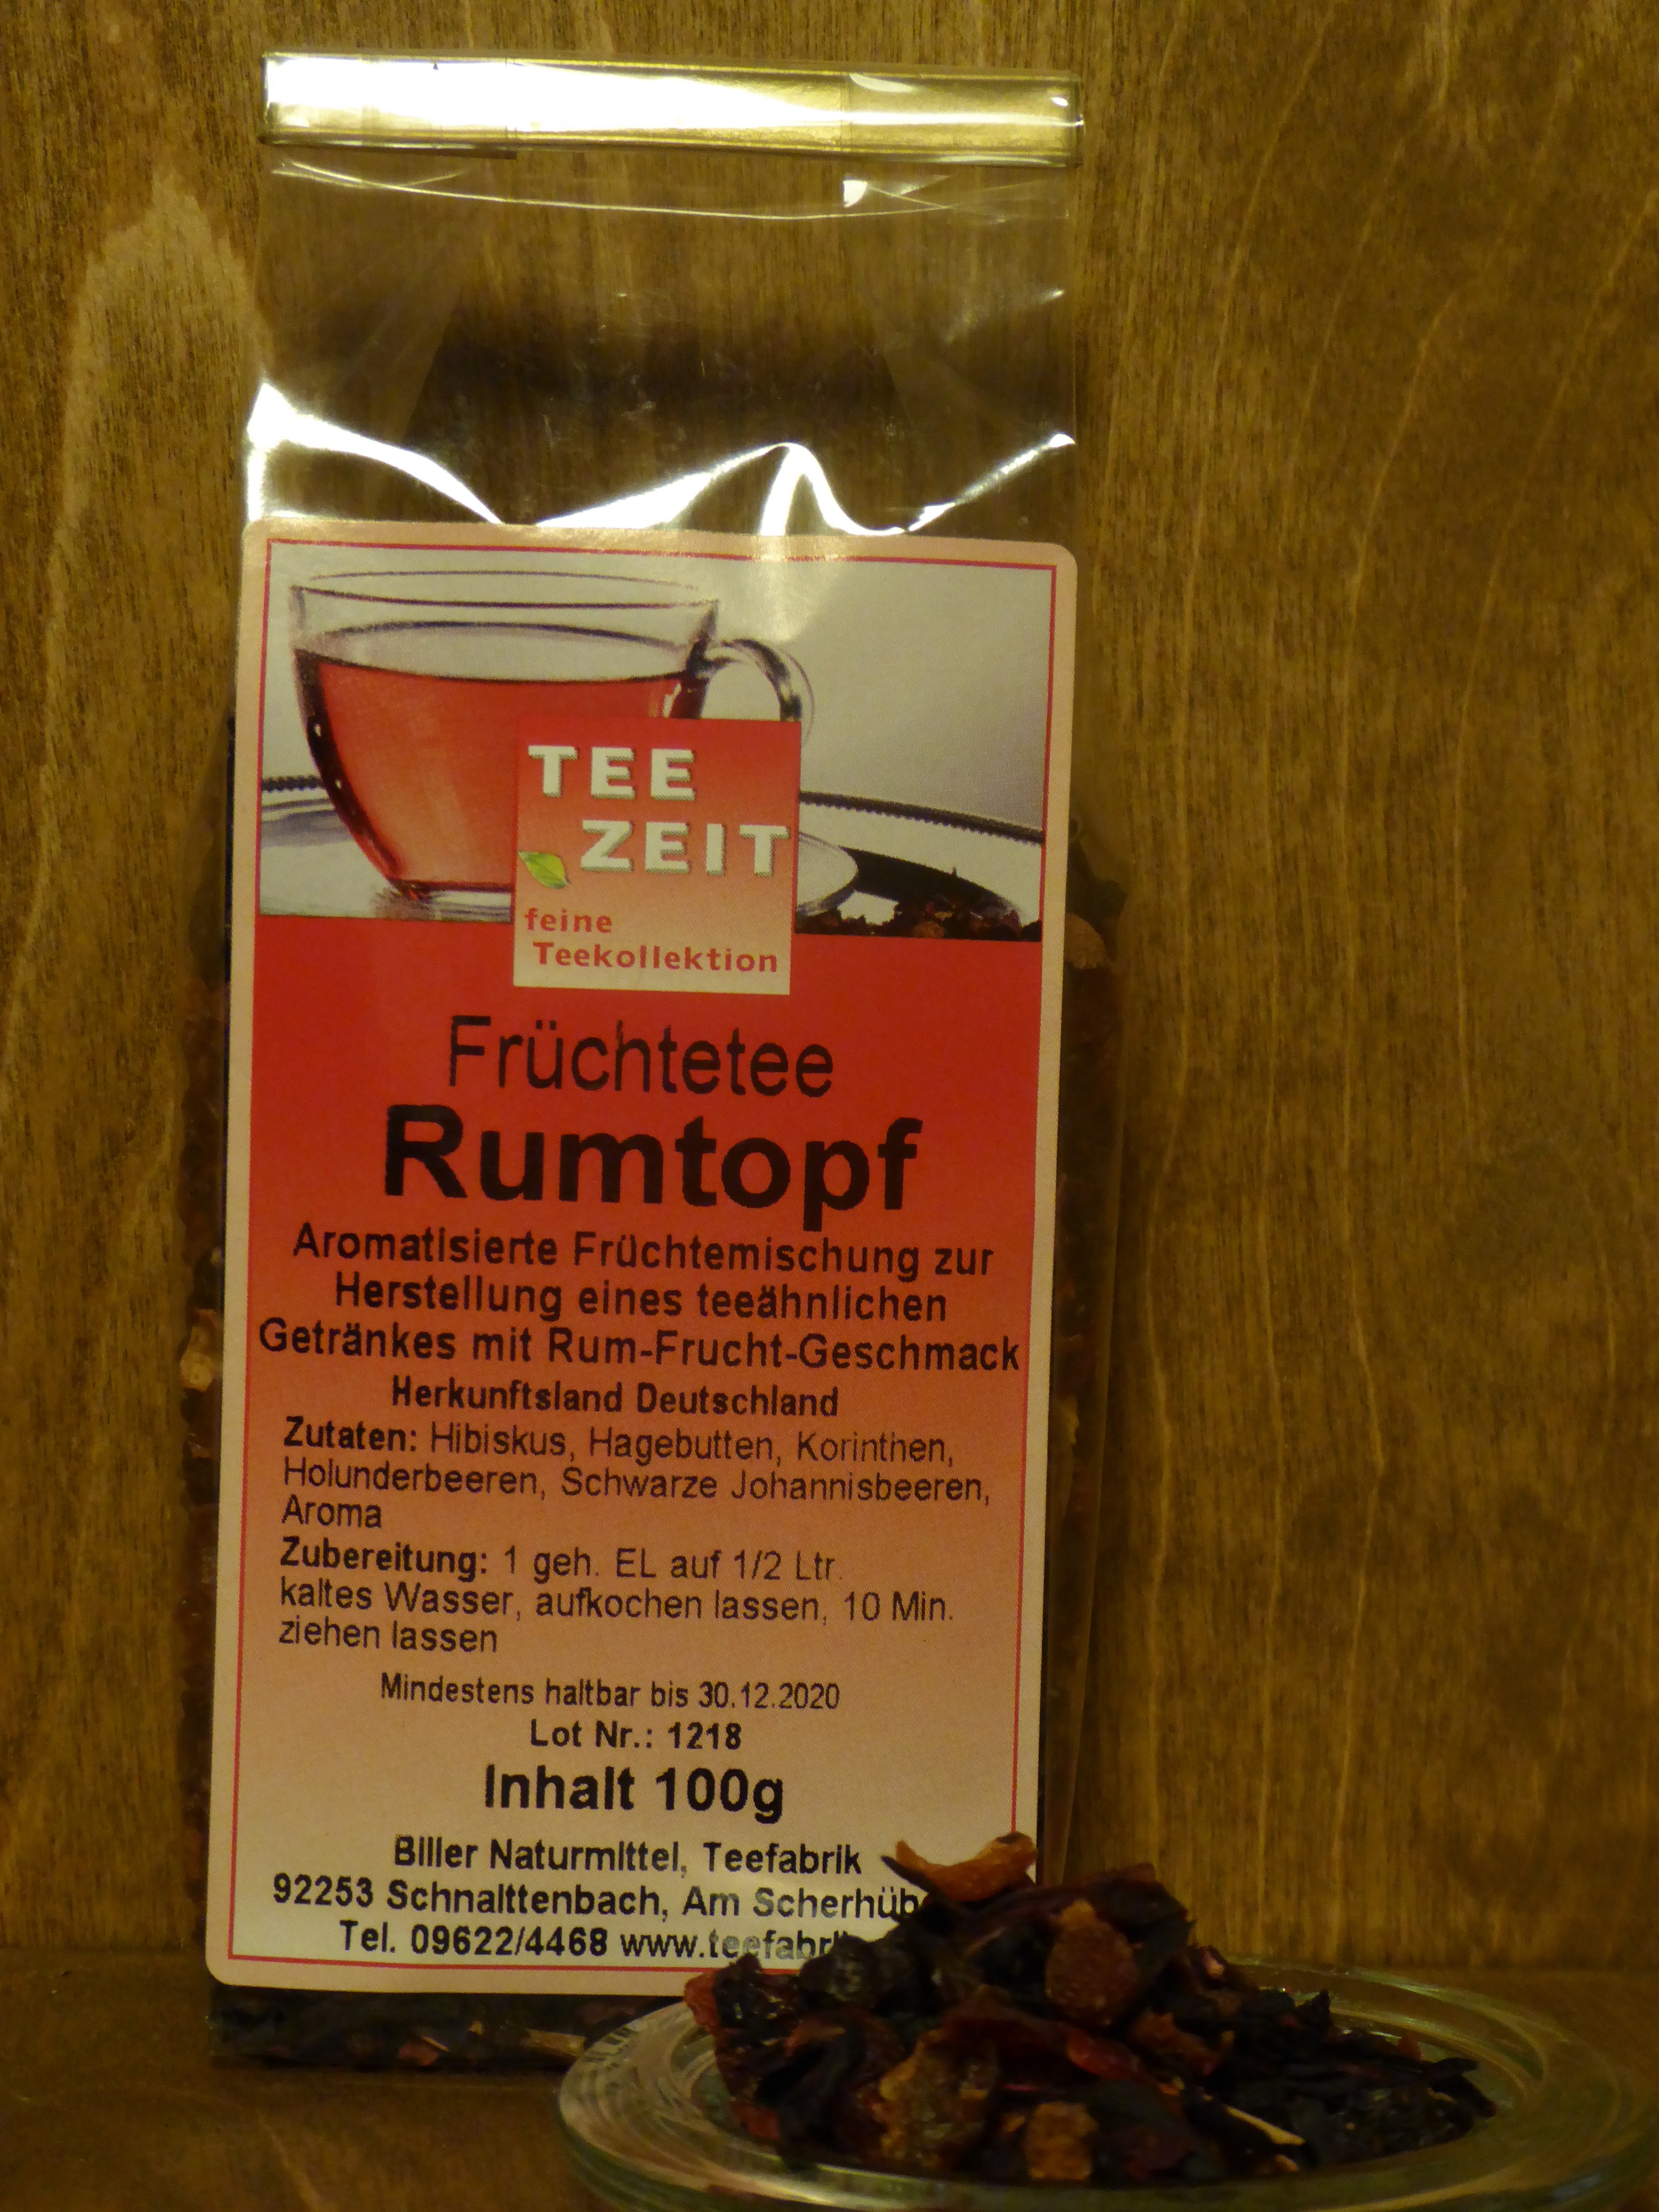 TEE
ZEIT
feine
Teekollektion
Früchtetee
Rumtopf
Aromatisierte Früchtemischung zur
Herstellung eines teeähnlichen
Getränkes mit Rum-Frucht-Geschmack
Herkunftsland Deutschland
Zutaten: Hibiskus, Hagebutten, Korinthen,
Holunderbeeren, Schwarze Johannisbeeren,
Aroma
Zubereitung: 1 geh. EL auf 1/2 Ltr.
kaltes Wasser, aufkochen lassen, 10 Min.
ziehen lassen
Mindestens haltbar bis 30.12.2020
Lot Nr.: 1218
Inhalt 100g
Biller Naturmittel, Teefabrik
92253 Schnaittenbach, Am
Tel. 09622/4468